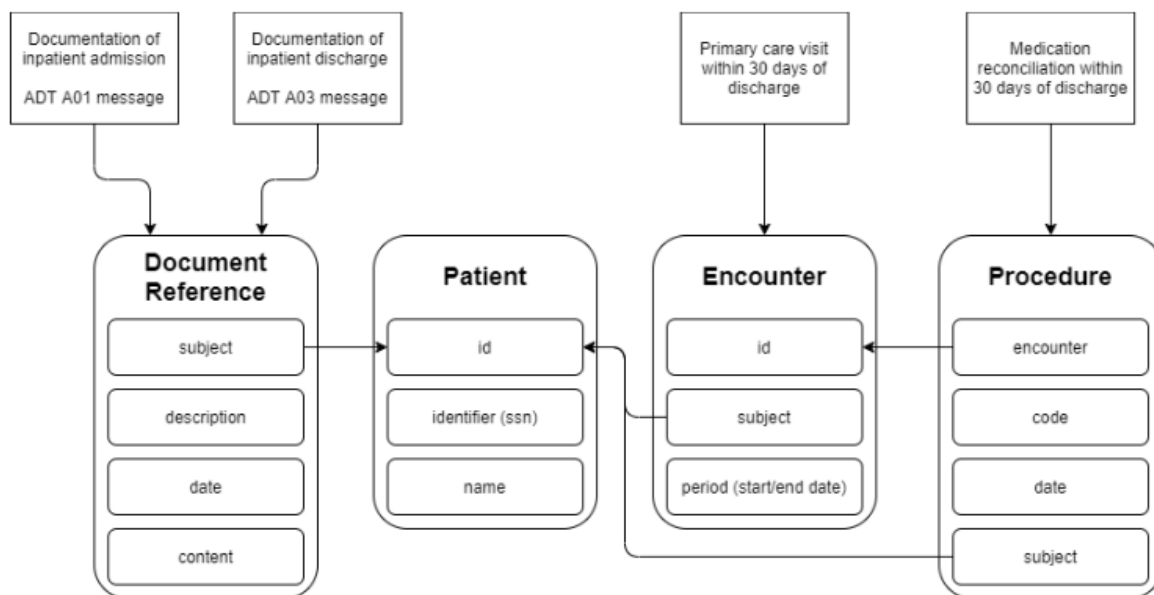 Documentation of
inpatient admission
ADT A01 message
Documentation of
inpatient discharge
ADT A03 message
Primary care visit
within 30 days of
discharge
Medication
reconciliation within
30 days of discharge
Document
Reference
subject
description
date
content
Patient
id
identifier (ssn)
name
Encounter
id
subject
period (start/end date)
Procedure
encounter
code
date
subject